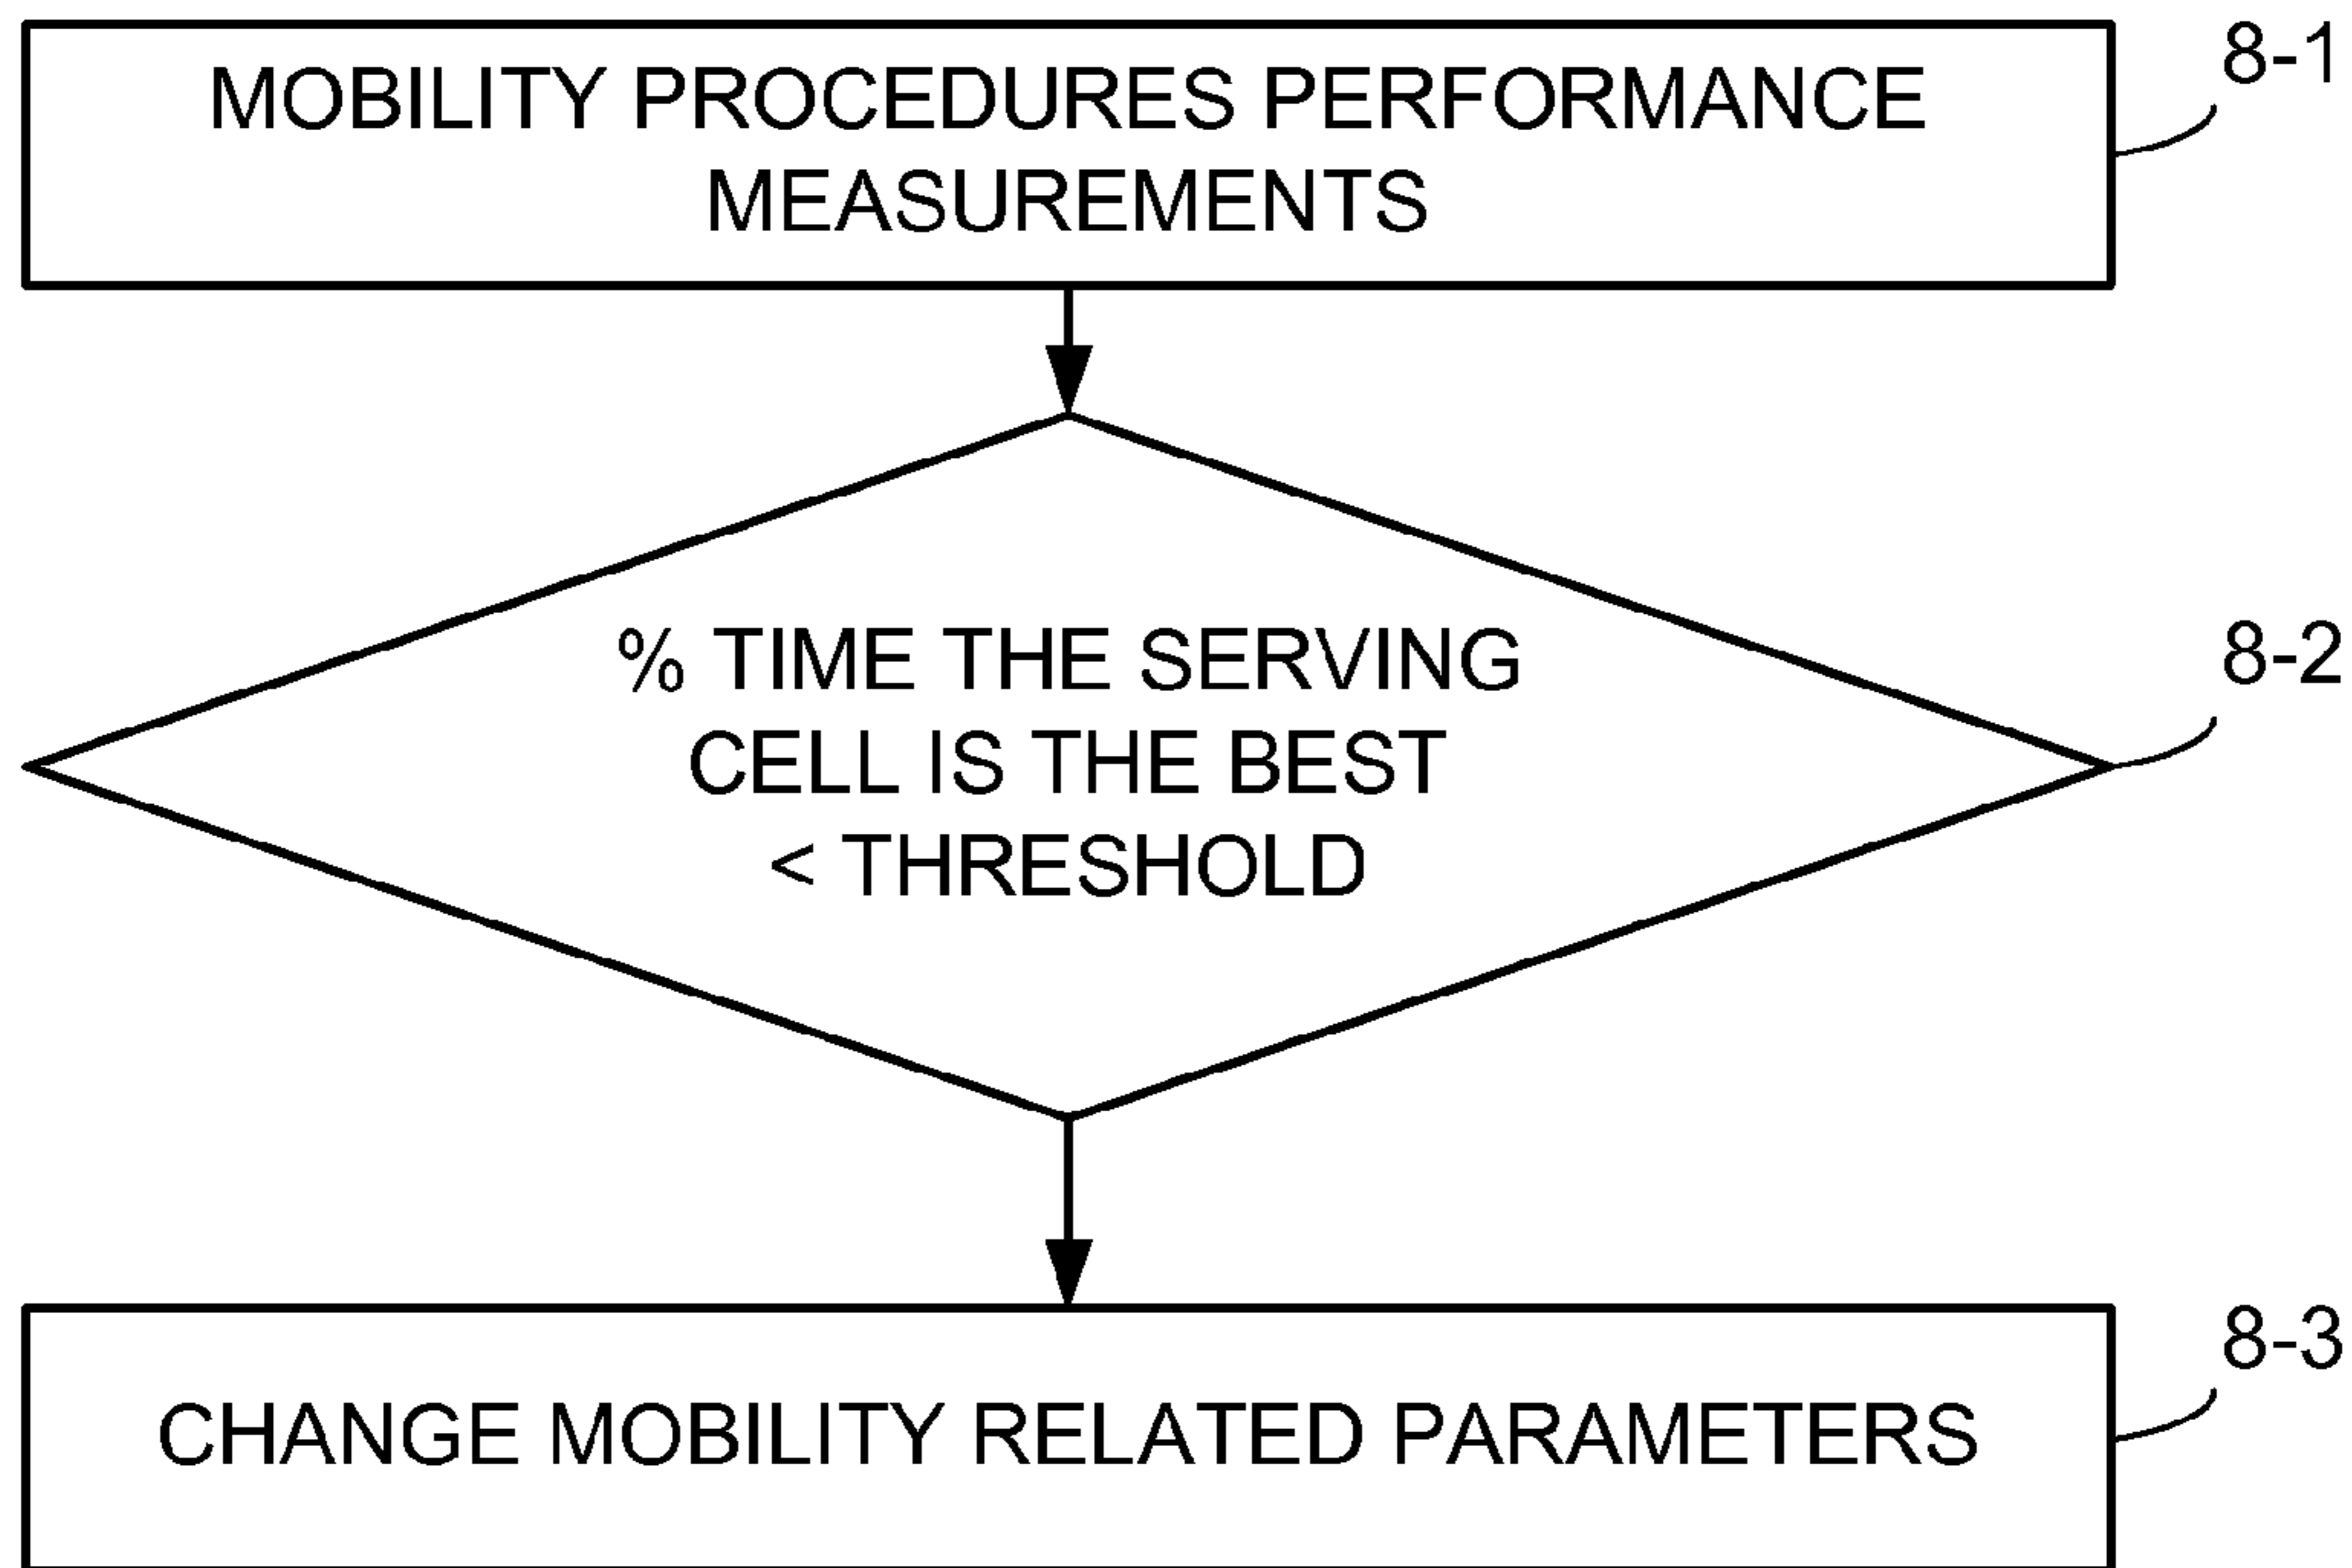 MOBILITY PROCEDURES PERFORMANCE
MEASUREMENTS
8-1
% TIME THE SERVING
CELL IS THE BEST
< THRESHOLD
8-2
CHANGE MOBILITY RELATED PARAMETERS
8-3